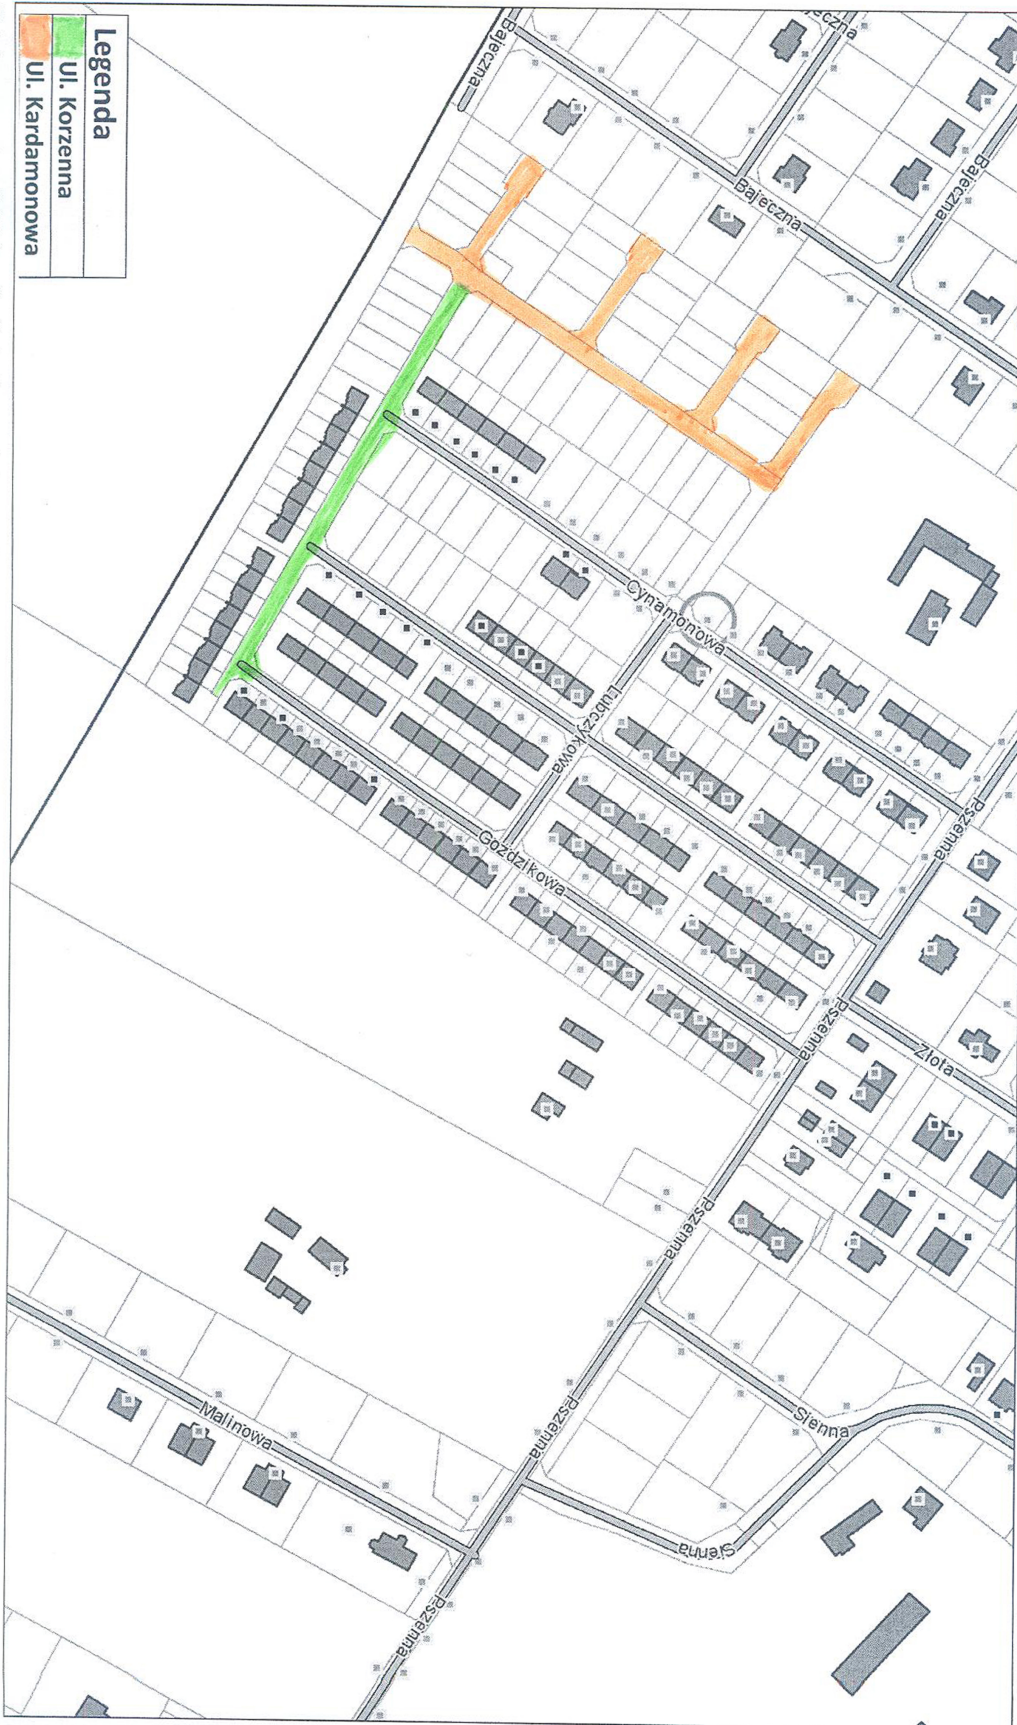 Legenda
Ul. Korzenna
Ul. Kardamonowa
Bajeczna
Bajeczna
Bajeczna
Cynamonowa
Lubczykowa
Goździkowa
Pszenna
Pszenna
Złota
Pszenna
Sienna
Pszenna
Sienna
Malinowa
Pszenna